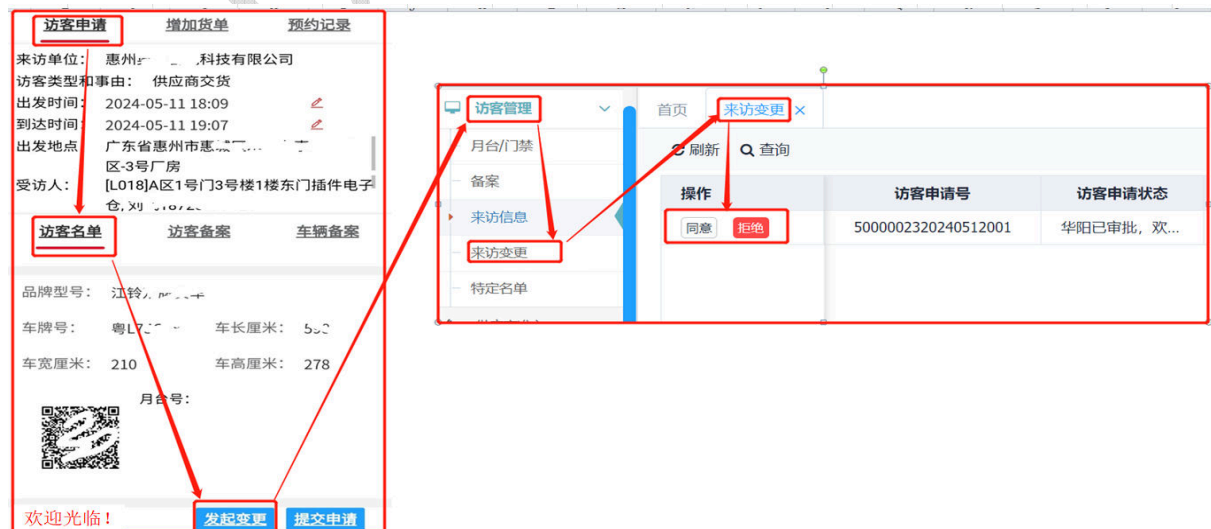 访客申请 增加货单 预约记录
来访单位： 惠州 科技有限公司
访客类型和事由： 供应商交货
出发时间： 2024-05-11 18:09
到达时间： 2024-05-11 19:07
出发地点 广东省惠州市惠城
区-3号厂房
受访人： [L018]A区1号门3号楼1楼东门插件电子
仓, 刘
访客名单 访客备案 车辆备案
品牌型号： 江铃
车牌号： 粤L7 车长厘米：
车宽厘米： 210 车高厘米： 278
月台号：
欢迎光临！ 发起变更 提交申请
访客管理
月台/门禁
备案
来访信息
来访变更
特定名单
首页 来访变更 ×
刷新 查询
操作 访客申请号 访客申请状态
同意 拒绝 5000002320240512001 华阳已审批，欢...